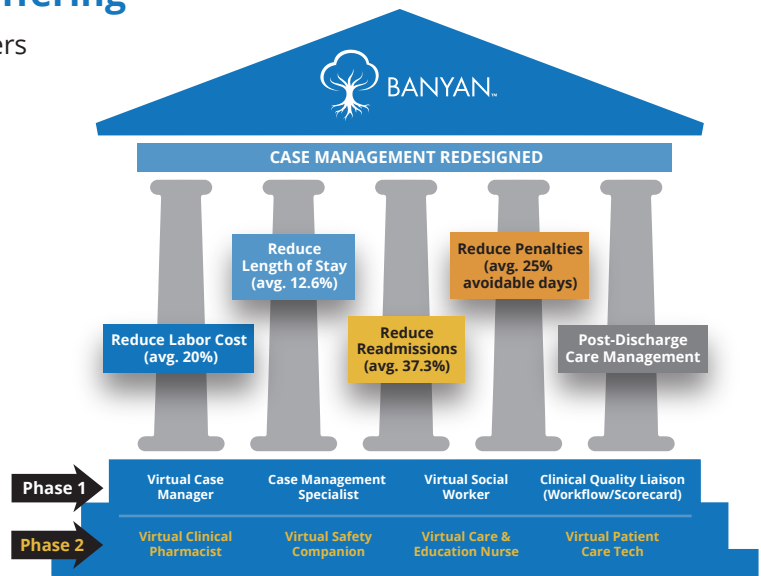 BANYAN™
CASE MANAGEMENT REDESIGNED
Reduce
Length of Stay
(avg. 12.6%)
Reduce Penalties
(avg. 25%
avoidable days)
Reduce Labor Cost
(avg. 20%)
Reduce
Readmissions
(avg. 37.3%)
Post-Discharge
Care Management
Phase 1
Virtual Case
Manager
Case Management
Specialist
Virtual Social
Worker
Clinical Quality Liaison
(Workflow/Scorecard)
Phase 2
Virtual Clinical
Pharmacist
Virtual Safety
Companion
Virtual Care &
Education Nurse
Virtual Patient
Care Tech